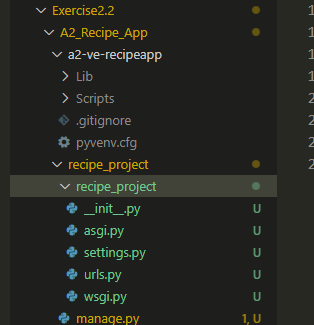 Exercise2.2
A2_Recipe_App
a2-ve-recipeapp
Lib
Scripts
.gitignore
pyvenv.cfg
recipe_project
recipe_project
__init__.py U
asgi.py U
settings.py U
urls.py U
wsgi.py U
manage.py 1, U